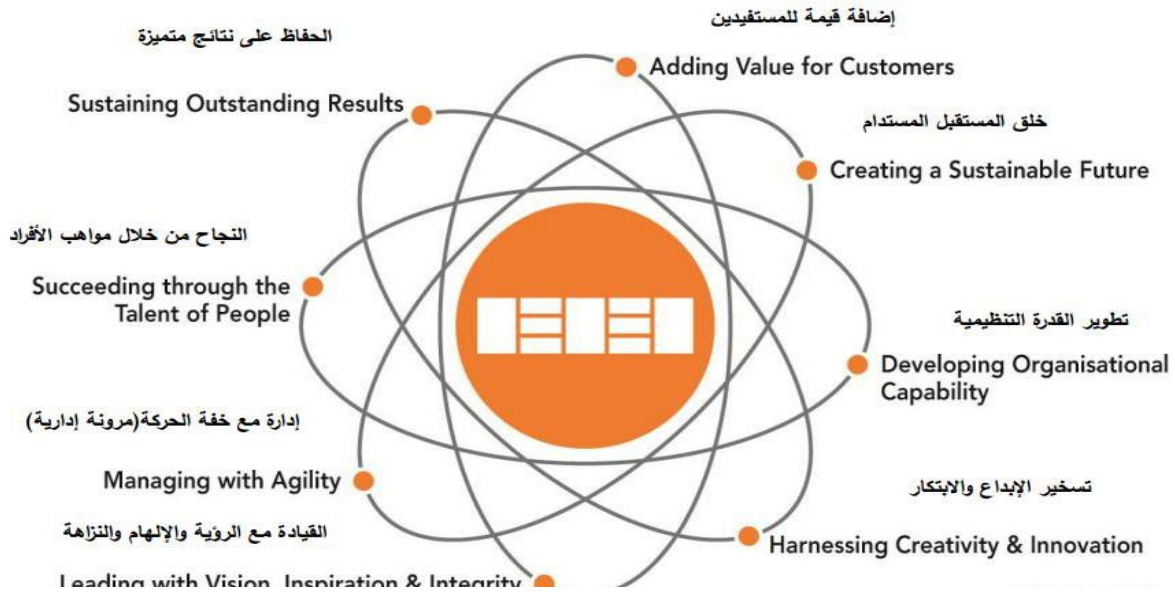 إضافة قيمة للمستفيدين
Adding Value for Customers
الحفاظ على نتائج متميزة
Sustaining Outstanding Results
خلق المستقبل المستدام
Creating a Sustainable Future
النجاح من خلال مواهب الأفراد
Succeeding through the
Talent of People
تطوير القدرة التنظيمية
Developing Organisational
Capability
إدارة مع خفة الحركة(مرونة إدارية)
Managing with Agility
تسخير الإبداع والابتكار
Harnessing Creativity & Innovation
القيادة مع الرؤية والإلهام والنزاهة
Leading with Vision, Inspiration & Integrity